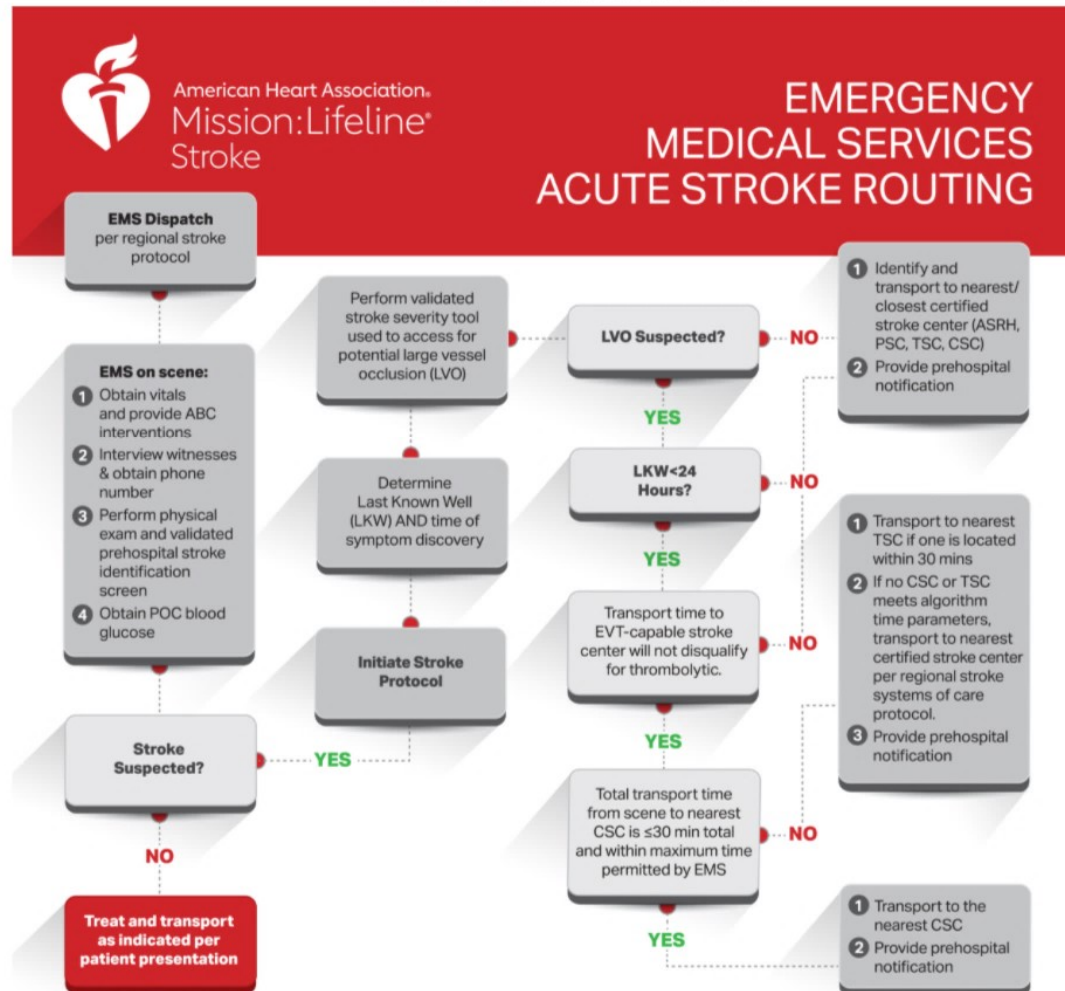 American Heart Association®
Mission:Lifeline®
Stroke
EMERGENCY
MEDICAL SERVICES
ACUTE STROKE ROUTING
EMS Dispatch
per regional stroke
protocol
EMS on scene:
1 Obtain vitals
and provide ABC
interventions
2 Interview witnesses
& obtain phone
number
3 Perform physical
exam and validated
prehospital stroke
identification
screen
4 Obtain POC blood
glucose
Stroke
Suspected?
NO
Treat and transport
as indicated per
patient presentation
YES
Initiate Stroke
Protocol
Determine
Last Known Well
(LKW) AND time of
symptom discovery
Perform validated
stroke severity tool
used to access for
potential large vessel
occlusion (LVO)
LVO Suspected?
NO
1 Identify and
transport to nearest/
closest certified
stroke center (ASRH,
PSC, TSC, CSC)
2 Provide prehospital
notification
YES
LKW<24
Hours?
NO
YES
Transport time to
EVT-capable stroke
center will not disqualify
for thrombolytic.
NO
YES
Total transport time
from scene to nearest
CSC is ≤30 min total
and within maximum time
permitted by EMS
NO
1 Transport to nearest
TSC if one is located
within 30 mins
2 If no CSC or TSC
meets algorithm
time parameters,
transport to nearest
certified stroke center
per regional stroke
systems of care
protocol.
3 Provide prehospital
notification
YES
1 Transport to the
nearest CSC
2 Provide prehospital
notification